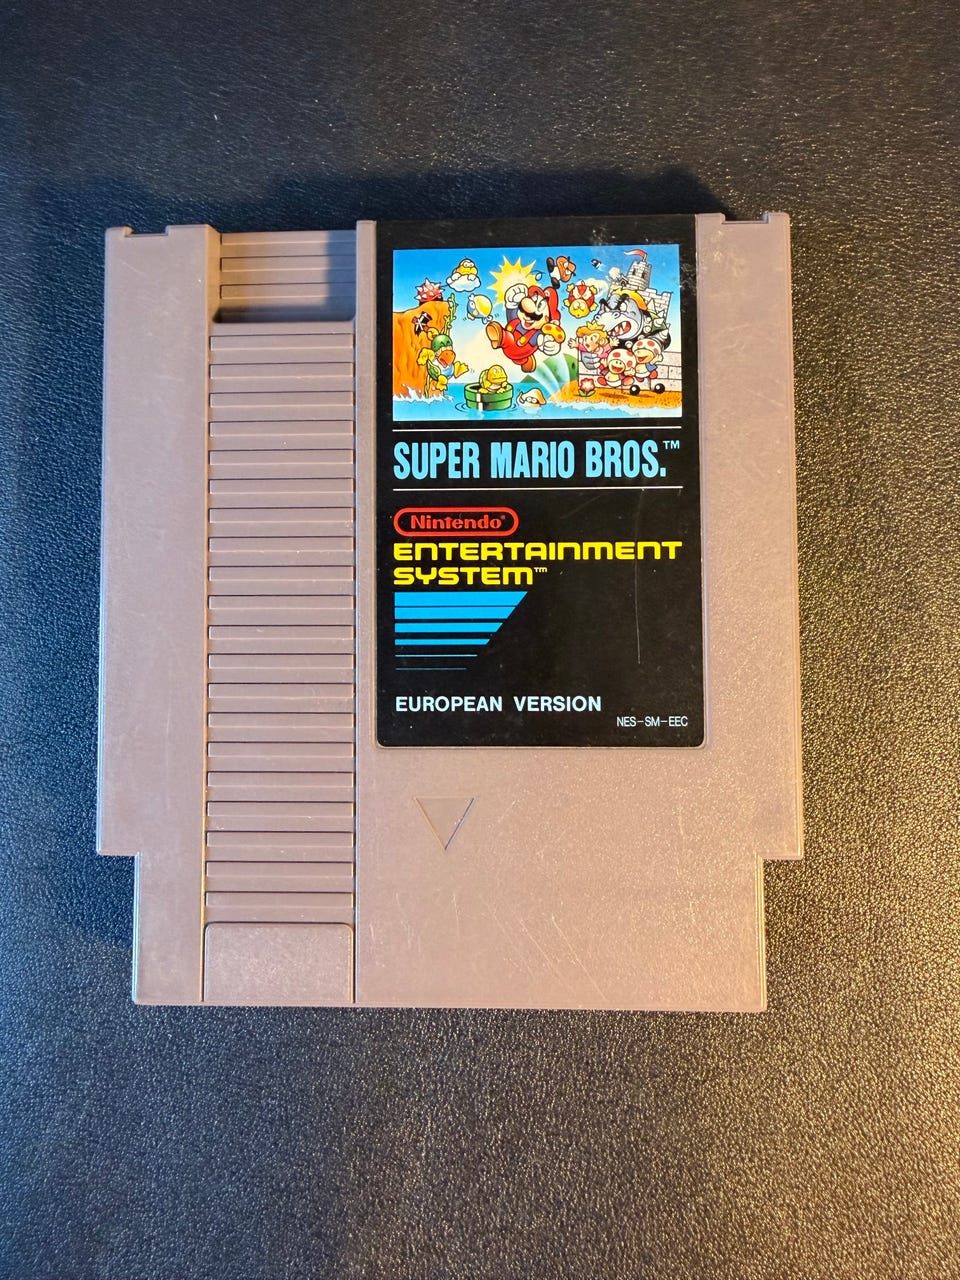 SUPER MARIO BROS.™
Nintendo®
ENTERTAINMENT
SYSTEM™
EUROPEAN VERSION
NES-SM-EEC